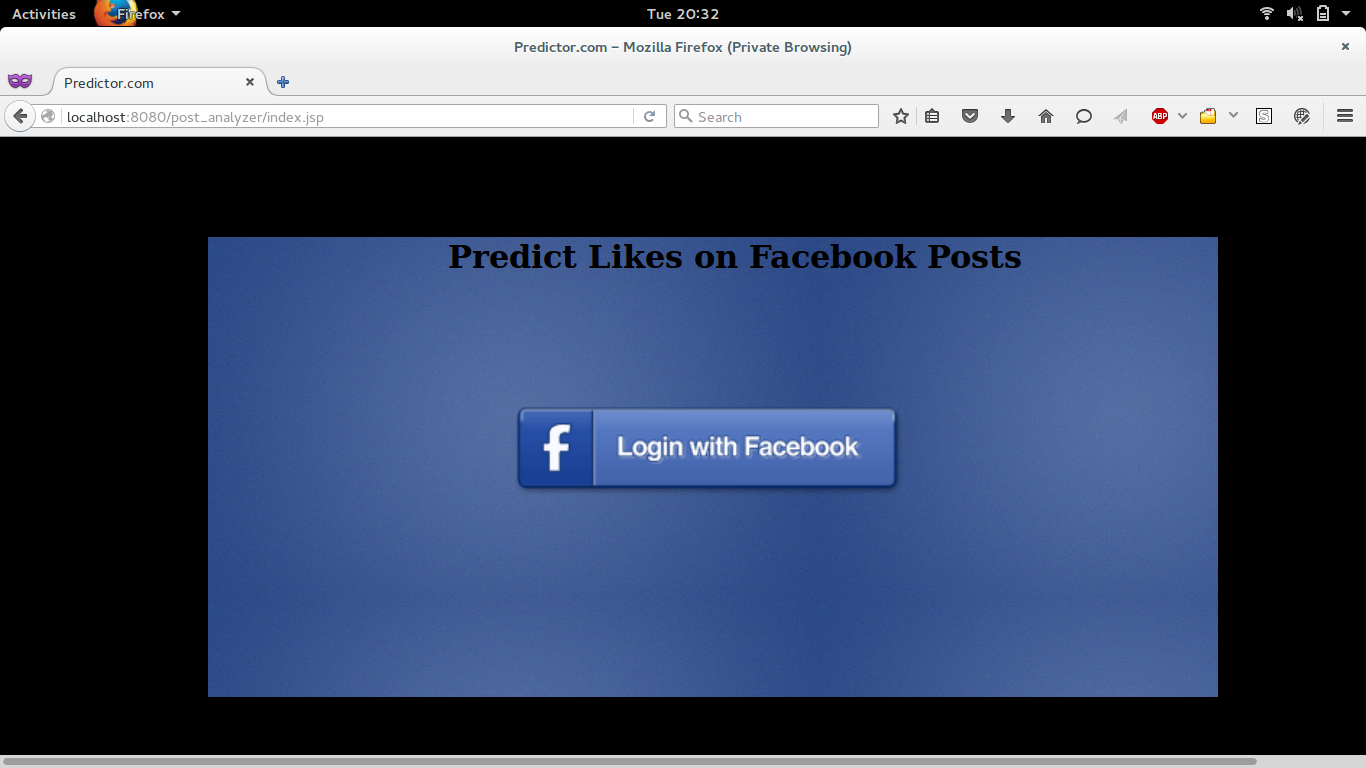 Activities Firefox Tue 20:32
Predictor.com – Mozilla Firefox (Private Browsing)
Predictor.com
localhost:8080/post_analyzer/index.jsp Search ABP S
Predict Likes on Facebook Posts
f Login with Facebook